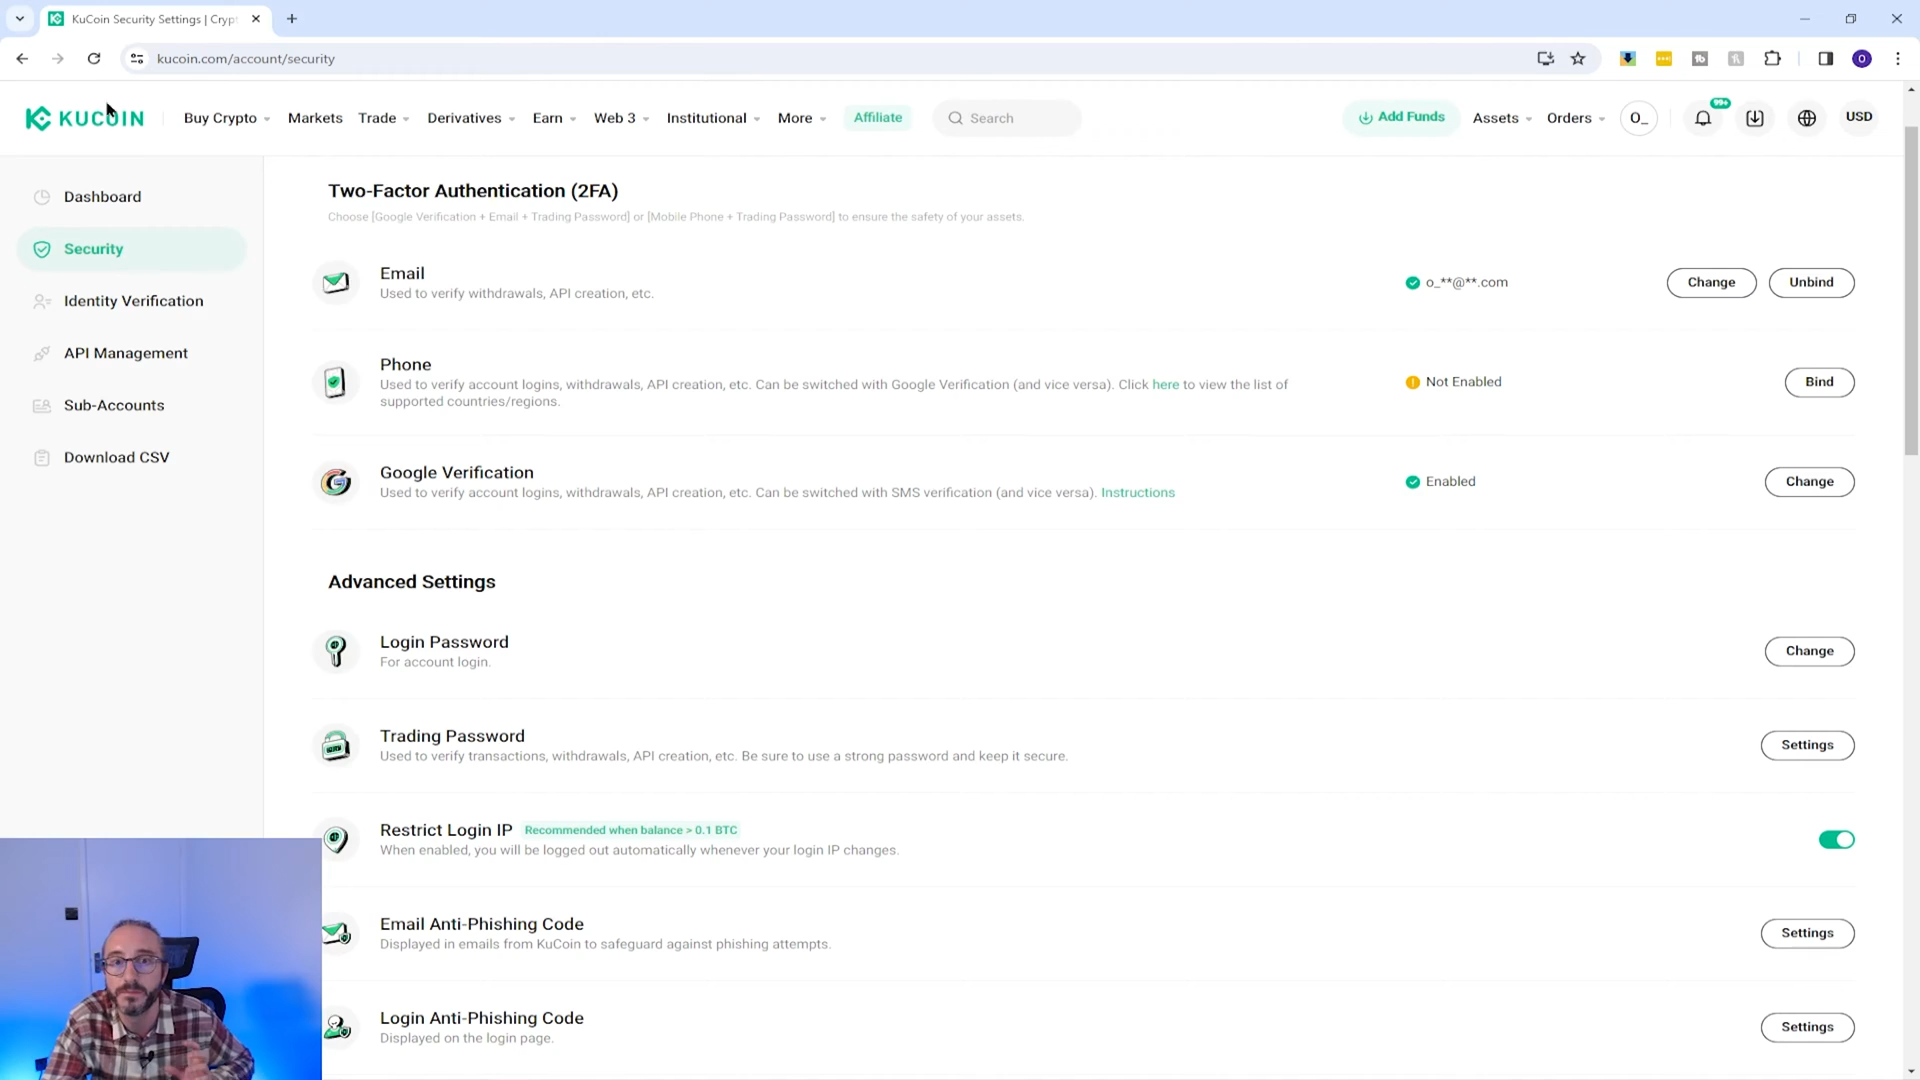 KuCoin Security Settings | Cryp
kucoin.com/account/security
O
KUCOIN
Buy Crypto
Markets
Trade
Derivatives
Earn
Web 3
Institutional
More
Affiliate
Search
Add Funds
Assets
Orders
O_
99+
USD
Dashboard
Security
Identity Verification
API Management
Sub-Accounts
Download CSV
Two-Factor Authentication (2FA)
Choose [Google Verification + Email + Trading Password] or [Mobile Phone + Trading Password] to ensure the safety of your assets.
Email
Used to verify withdrawals, API creation, etc.
o_**@**.com
Change
Unbind
Phone
Used to verify account logins, withdrawals, API creation, etc. Can be switched with Google Verification (and vice versa). Click here to view the list of
supported countries/regions.
Not Enabled
Bind
Google Verification
Used to verify account logins, withdrawals, API creation, etc. Can be switched with SMS verification (and vice versa). Instructions
Enabled
Change
Advanced Settings
Login Password
For account login.
Change
Trading Password
Used to verify transactions, withdrawals, API creation, etc. Be sure to use a strong password and keep it secure.
Settings
Restrict Login IP
Recommended when balance > 0.1 BTC
When enabled, you will be logged out automatically whenever your login IP changes.
Email Anti-Phishing Code
Displayed in emails from KuCoin to safeguard against phishing attempts.
Settings
Login Anti-Phishing Code
Displayed on the login page.
Settings